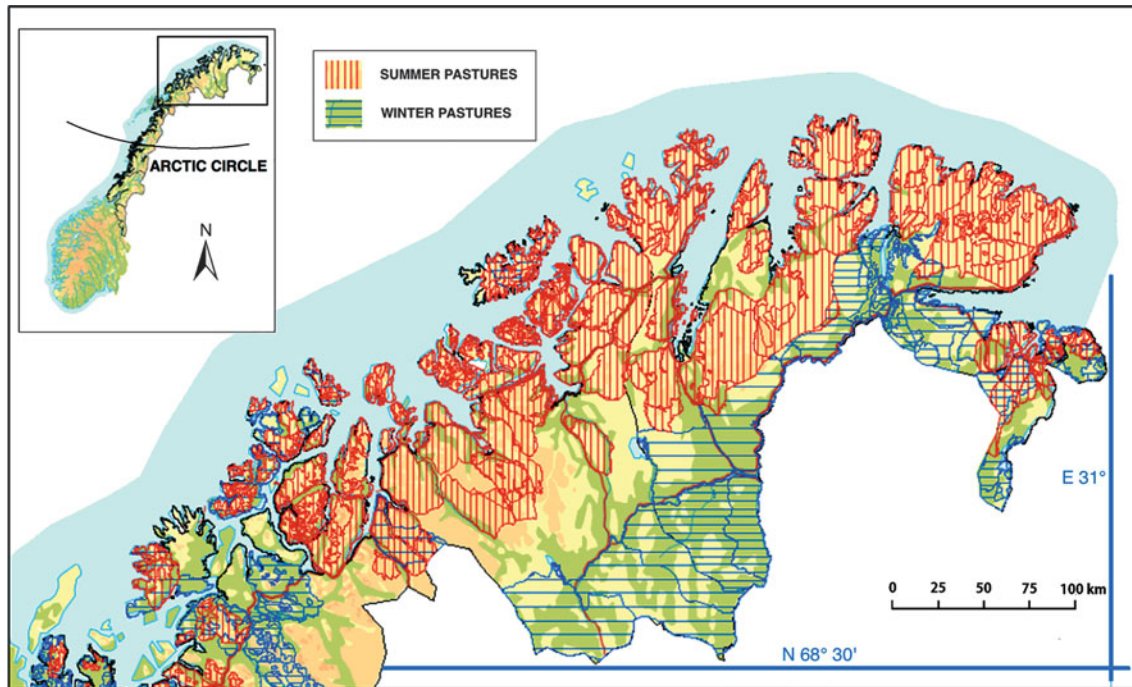 SUMMER PASTURES
WINTER PASTURES
ARCTIC CIRCLE
N
E 31°
0 25 50 75 100 km
N 68° 30'